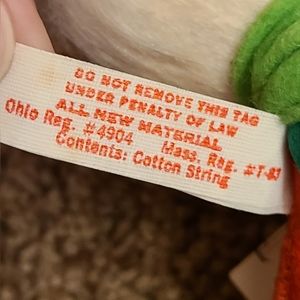 DO NOT REMOVE THIS TAG
UNDER PENALTY OF LAW
ALL NEW MATERIAL
Ohio Reg. #4904 Mass. Reg. #T-83
Contents: Cotton String